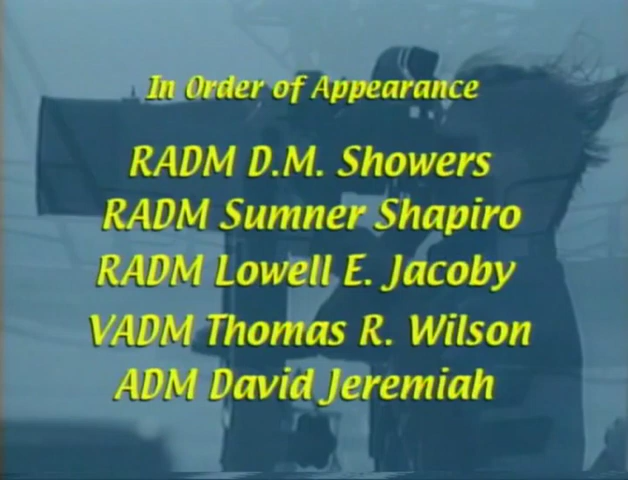 In Order of Appearance
RADM D.M. Showers
RADM Sumner Shapiro
RADM Lowell E. Jacoby
VADM Thomas R. Wilson
ADM David Jeremiah